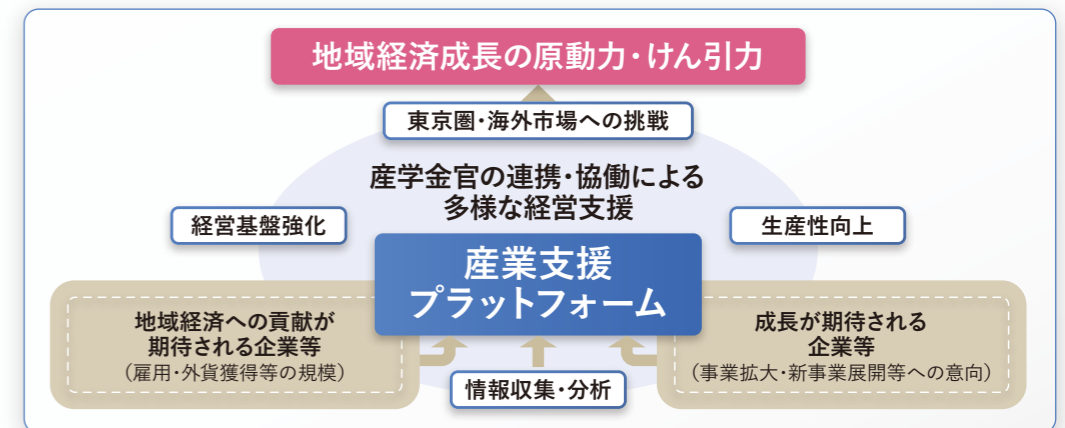 地域経済成長の原動力・けん引力
東京圏・海外市場への挑戦
産学金官の連携・協働による
多様な経営支援
経営基盤強化
生産性向上
産業支援
プラットフォーム
地域経済への貢献が
期待される企業等
（雇用・外貨獲得等の規模）
成長が期待される
企業等
（事業拡大・新事業展開等への意向）
情報収集・分析